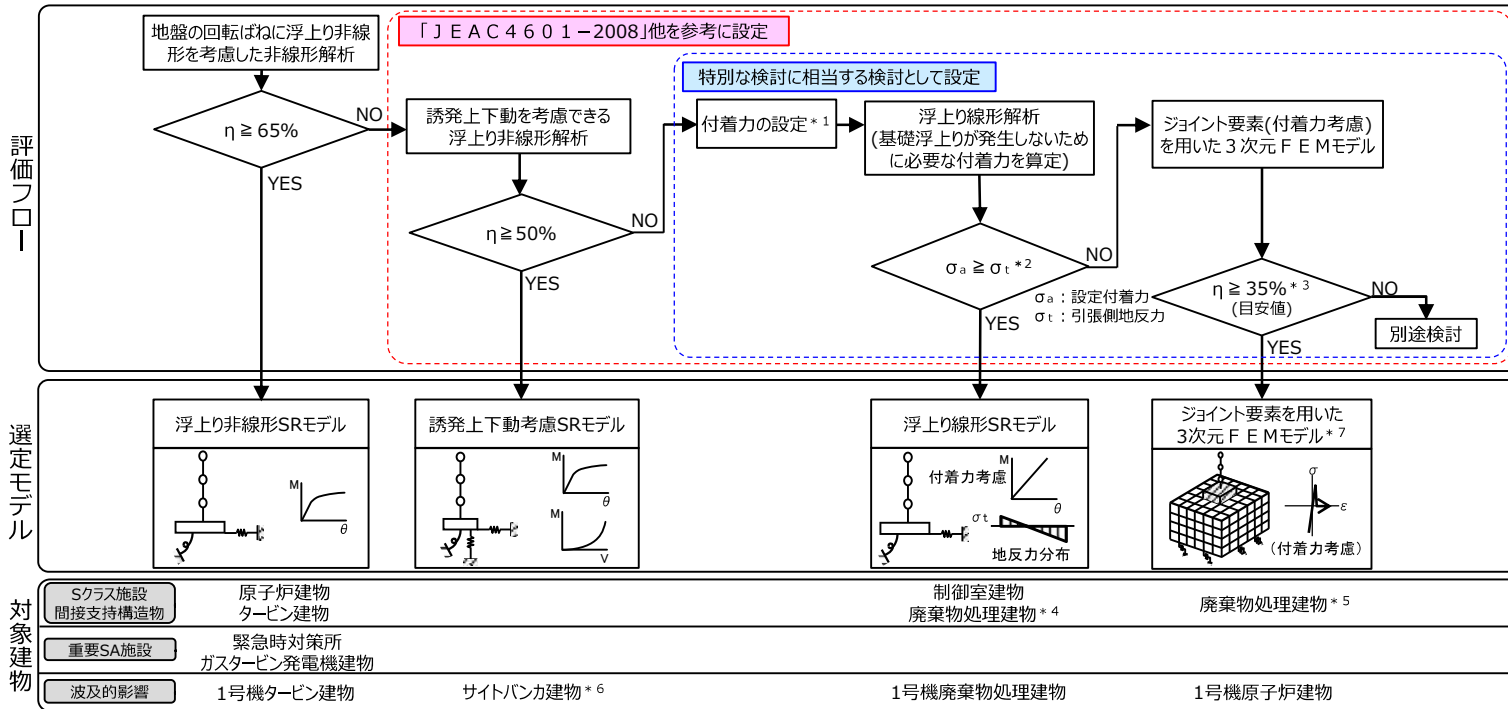 評価フロー
地盤の回転ばねに浮上り非線
形を考慮した非線形解析
「ＪＥＡＣ４６０１－2008」他を参考に設定
特別な検討に相当する検討として設定
η≧65%
NO
YES
誘発上下動を考慮できる
浮上り非線形解析
η≧50%
NO
YES
付着力の設定*1
浮上り線形解析
(基礎浮上りが発生しないため
に必要な付着力を算定)
σa≧σt*2
NO
YES
σa：設定付着力
σt：引張側地反力
ジョイント要素(付着力考慮)
を用いた３次元ＦＥＭモデル
η≧35%*3
(目安値)
NO
YES
別途検討
選定モデル
浮上り非線形SRモデル
M
θ
誘発上下動考慮SRモデル
M
θ
M
V
浮上り線形SRモデル
付着力考慮
M
θ
σt
地反力分布
ジョイント要素を用いた
3次元ＦＥＭモデル*7
σ
ε
(付着力考慮)
対象建物
Sクラス施設
間接支持構造物
原子炉建物
タービン建物
制御室建物
廃棄物処理建物*4
廃棄物処理建物*5
重要SA施設
緊急時対策所
ガスタービン発電機建物
波及的影響
1号機タービン建物
サイトバンカ建物*6
1号機廃棄物処理建物
1号機原子炉建物